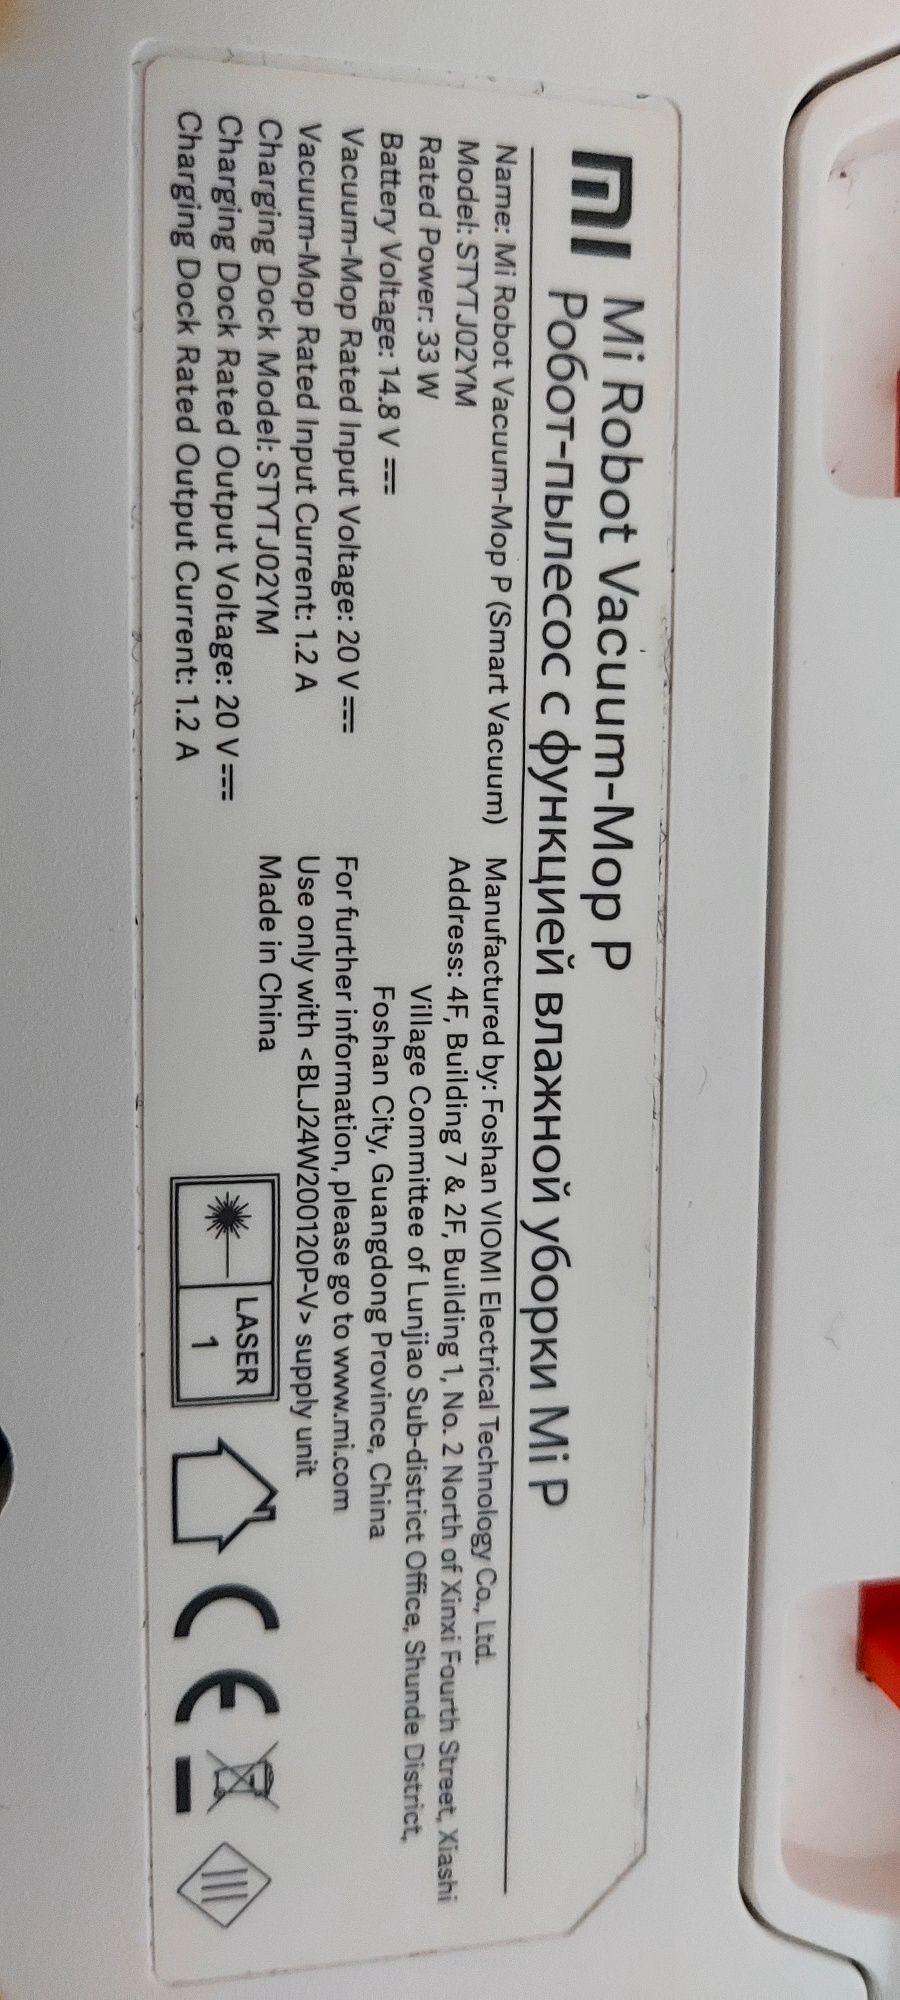 mi Mi Robot Vacuum-Mop P
Робот-пылесос с функцией влажной уборки Mi P
Name: Mi Robot Vacuum-Mop P (Smart Vacuum)
Model: STYTJ02YM
Rated Power: 33 W
Battery Voltage: 14.8 V ⎓
Vacuum-Mop Rated Input Voltage: 20 V ⎓
Vacuum-Mop Rated Input Current: 1.2 A
Charging Dock Model: STYTJ02YM
Charging Dock Rated Output Voltage: 20 V ⎓
Charging Dock Rated Output Current: 1.2 A
Manufactured by: Foshan VIOMI Electrical Technology Co., Ltd.
Address: 4F, Building 7 & 2F, Building 1, No. 2 North of Xinxi Fourth Street, Xiashi
Village Committee of Lunjiao Sub-district Office, Shunde District,
Foshan City, Guangdong Province, China
For further information, please go to www.mi.com
Use only with <BLJ24W200120P-V> supply unit
Made in China
LASER
1
CE